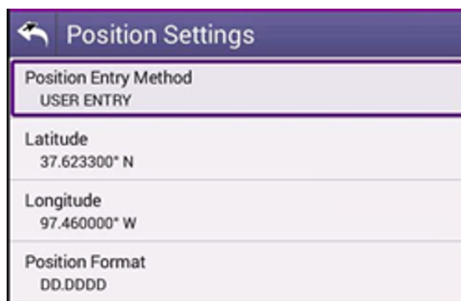 Position Settings
Position Entry Method
USER ENTRY
Latitude
37.623300° N
Longitude
97.460000° W
Position Format
DD.DDDD